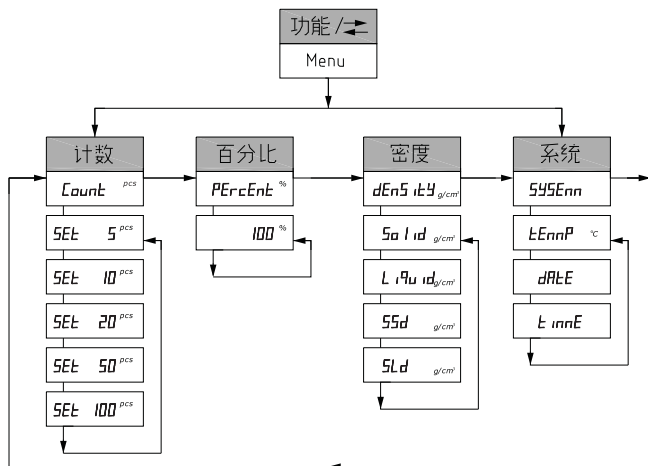 功能/⇄
Menu
计数
Count pcs
SEt 5 pcs
SEt 10 pcs
SEt 20 pcs
SEt 50 pcs
SEt 100 pcs
百分比
PErcEnt %
100 %
密度
dEnSitY g/cm³
Solid g/cm³
Liquid g/cm³
SSd g/cm³
SLd g/cm³
系统
SYSEnn
tEnnP °C
dAtE
tinnE